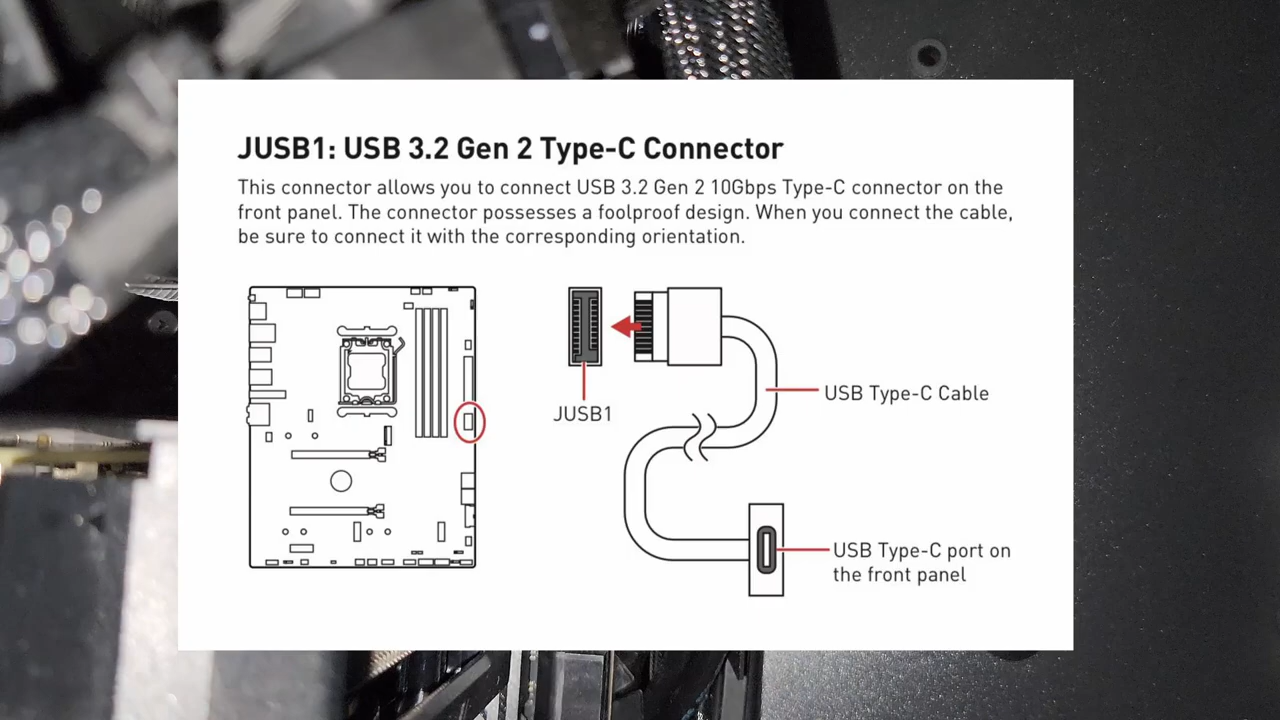 JUSB1: USB 3.2 Gen 2 Type-C Connector
This connector allows you to connect USB 3.2 Gen 2 10Gbps Type-C connector on the
front panel. The connector possesses a foolproof design. When you connect the cable,
be sure to connect it with the corresponding orientation.
JUSB1
USB Type-C Cable
USB Type-C port on
the front panel